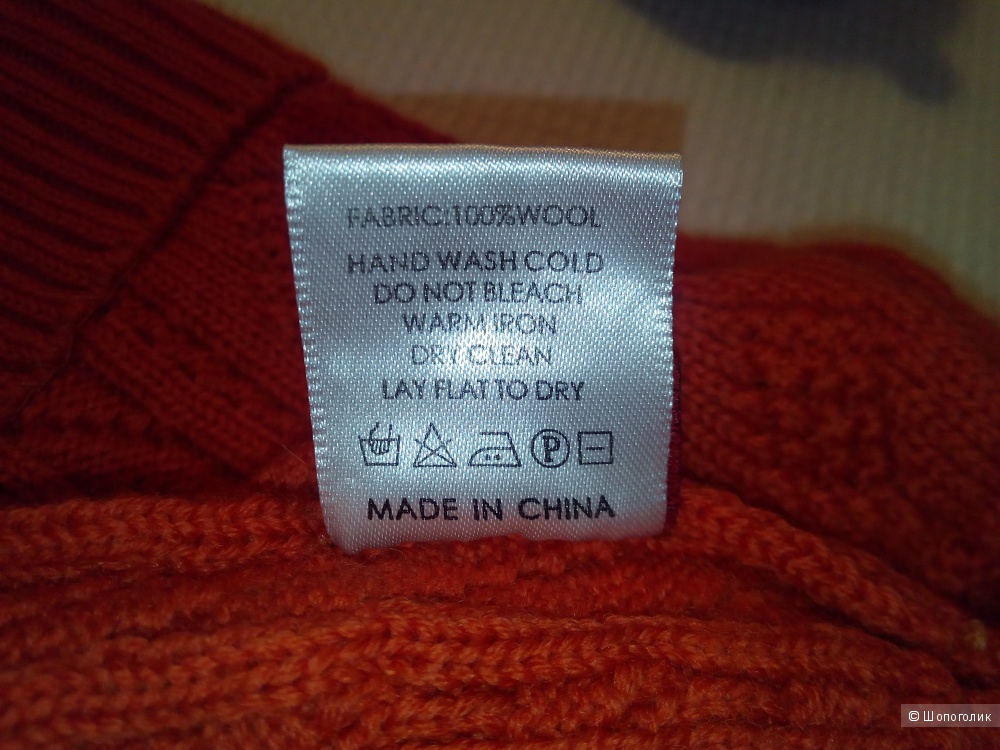 FABRIC:100%WOOL
HAND WASH COLD
DO NOT BLEACH
WARM IRON
DRY CLEAN
LAY FLAT TO DRY
P
MADE IN CHINA
© Шопоголик